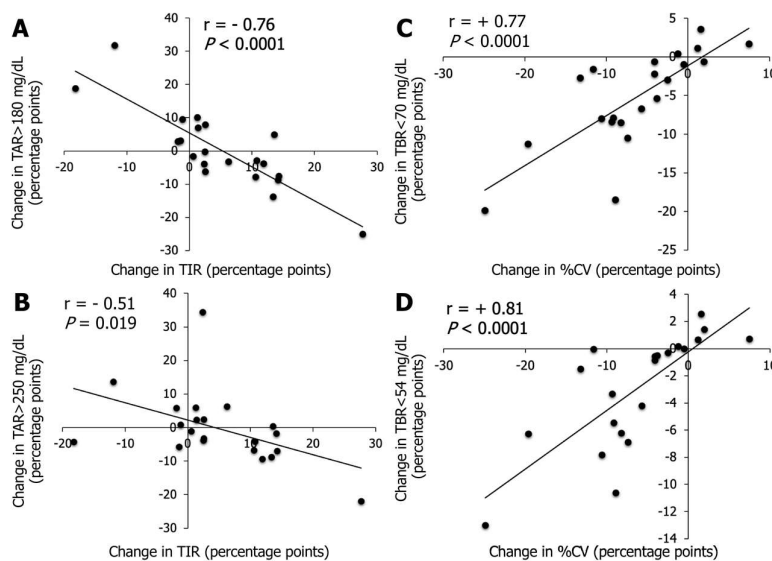 A
r = - 0.76
P < 0.0001
40
30
20
10
0
-10
-20
-30
-20
-10
0
10
20
30
Change in TAR>180 mg/dL
(percentage points)
Change in TIR (percentage points)
C
r = + 0.77
P < 0.0001
5
0
-5
-10
-15
-20
-25
-30
-20
-10
0
10
Change in TBR<70 mg/dL
(percentage points)
Change in %CV (percentage points)
B
r = - 0.51
P = 0.019
40
30
20
10
0
-10
-20
-30
-20
-10
0
10
20
30
Change in TAR>250 mg/dL
(percentage points)
Change in TIR (percentage points)
D
r = + 0.81
P < 0.0001
4
2
0
-2
-4
-6
-8
-10
-12
-14
-30
-20
-10
0
10
Change in TBR<54 mg/dL
(percentage points)
Change in %CV (percentage points)